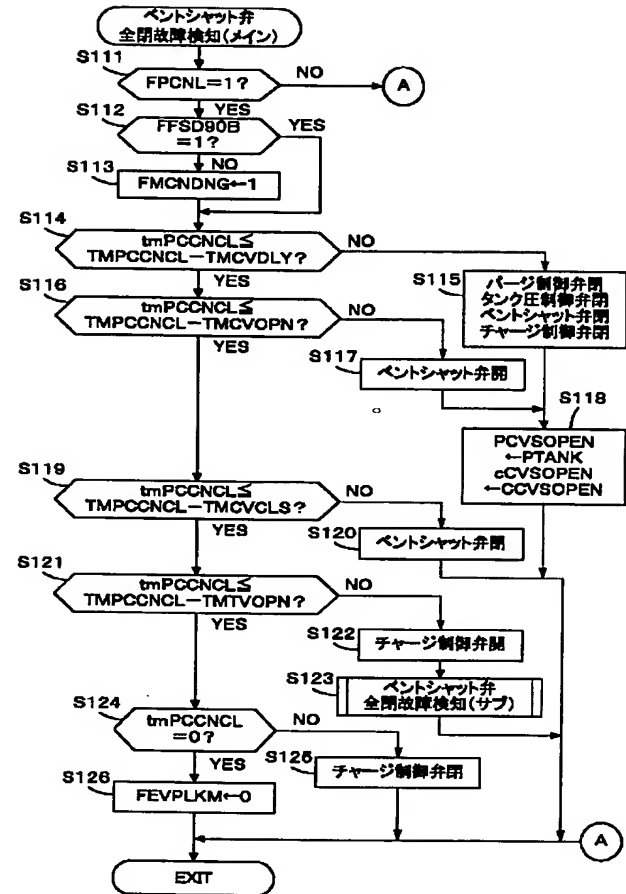 ベントシャット弁
全閉故障検知(メイン)
S111
FPCNL=1?
NO
A
YES
S112
FFSD90B
=1?
YES
NO
S113
FMCNDNG←1
S114
tmPCCNCL≦
TMPCCNCL−TMCVDLY?
NO
YES
S115
パージ制御弁閉
タンク圧制御弁閉
ベントシャット弁閉
チャージ制御弁閉
S116
tmPCCNCL≦
TMPCCNCL−TMCVOPN?
NO
YES
S117
ベントシャット弁開
S118
PCVSOPEN
←PTANK
cCVSOPEN
←CCVSOPEN
S119
tmPCCNCL≦
TMPCCNCL−TMCVCLS?
NO
YES
S120
ベントシャット弁閉
S121
tmPCCNCL≦
TMPCCNCL−TMTVOPN?
NO
YES
S122
チャージ制御弁開
S123
ベントシャット弁
全閉故障検知(サブ)
S124
tmPCCNCL
=0?
NO
YES
S125
チャージ制御弁閉
S126
FEVPLKM←0
A
EXIT